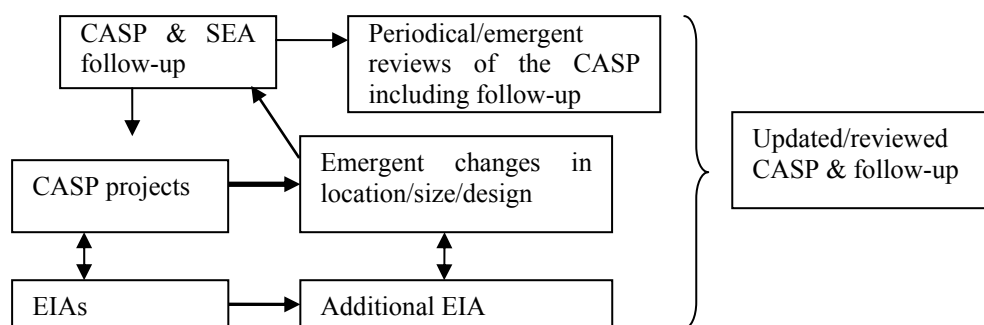 CASP & SEA
follow-up
Periodical/emergent
reviews of the CASP
including follow-up
Updated/reviewed
CASP & follow-up
CASP projects
Emergent changes in
location/size/design
EIAs
Additional EIA